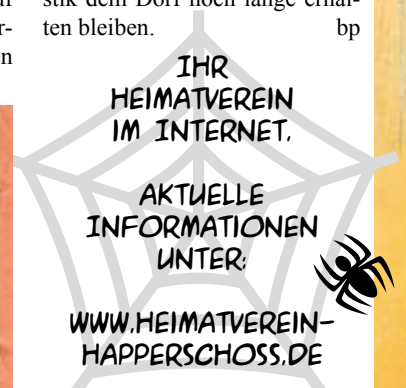 stik dem Dorf noch lange erhal-
ten bleiben. bp
r-
en
IHR
HEIMATVEREIN
IM INTERNET.
AKTUELLE
INFORMATIONEN
UNTER:
WWW.HEIMATVEREIN-
HAPPERSCHOSS.DE